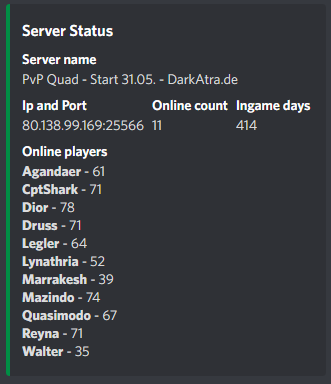 Server Status
Server name
PvP Quad - Start 31.05. - DarkAtra.de
Ip and Port Online count Ingame days
80.138.99.169:25566 11 414
Online players
Agandaer - 61
CptShark - 71
Dior - 78
Druss - 71
Legler - 64
Lynathria - 52
Marrakesh - 39
Mazindo - 74
Quasimodo - 67
Reyna - 71
Walter - 35